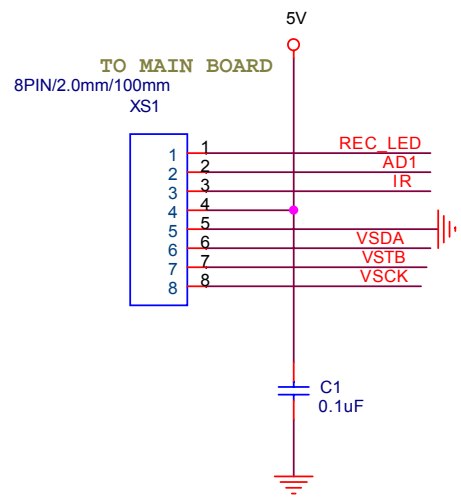 5V
TO MAIN BOARD
8PIN/2.0mm/100mm
XS1
1 1 REC_LED
2 2 AD1
3 3 IR
4 4
5 5
6 6 VSDA
7 7 VSTB
8 8 VSCK
C1
0.1uF